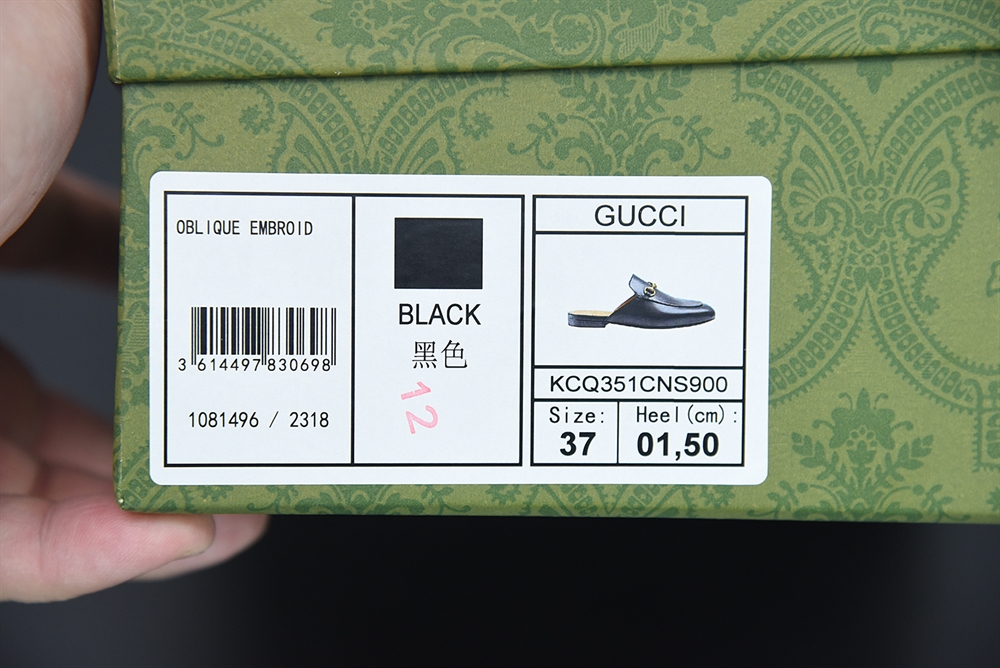 OBLIQUE EMBROID
3 614497 830698
1081496 / 2318
BLACK
黑色
12
GUCCI
KCQ351CNS900
Size:
37
Heel(cm):
01,50